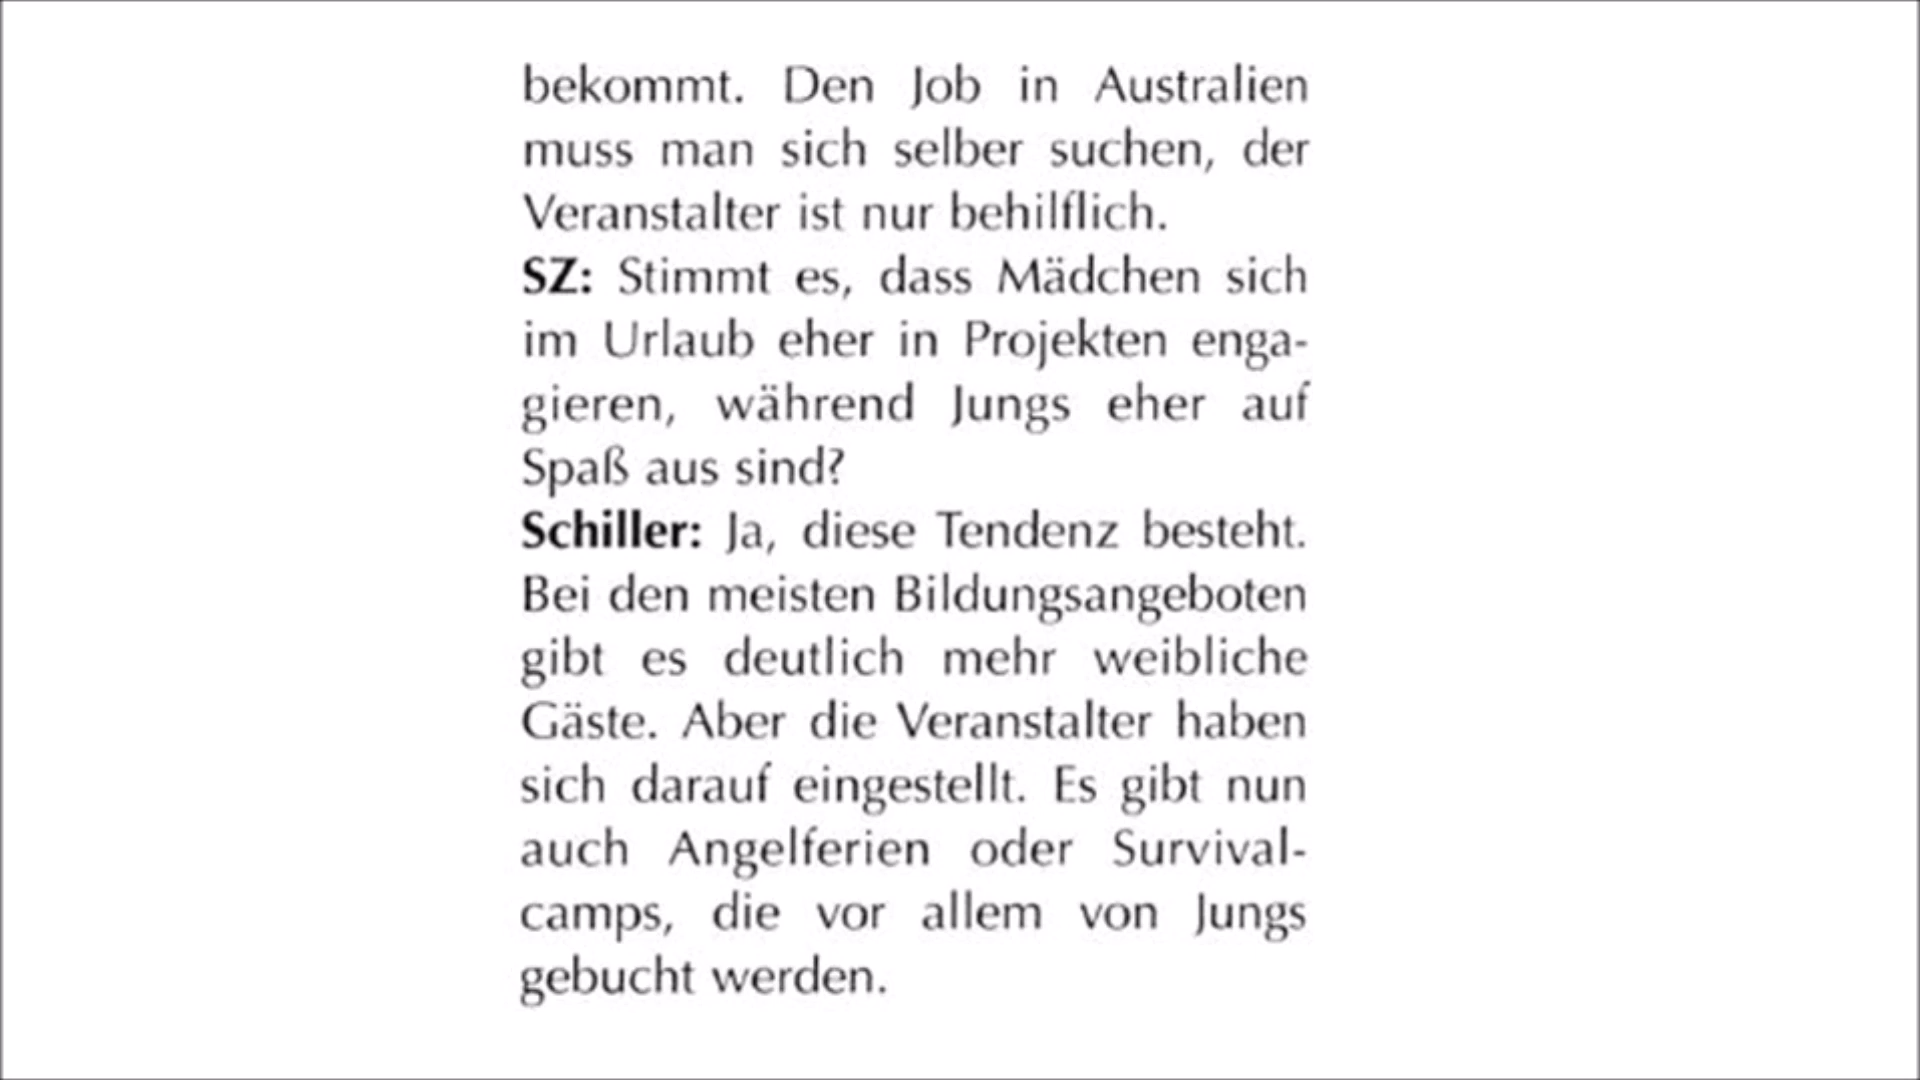 bekommt. Den Job in Australien
muss man sich selber suchen, der
Veranstalter ist nur behilflich.
SZ: Stimmt es, dass Mädchen sich
im Urlaub eher in Projekten enga-
gieren, während Jungs eher auf
Spaß aus sind?
Schiller: Ja, diese Tendenz besteht.
Bei den meisten Bildungsangeboten
gibt es deutlich mehr weibliche
Gäste. Aber die Veranstalter haben
sich darauf eingestellt. Es gibt nun
auch Angelferien oder Survival-
camps, die vor allem von Jungs
gebucht werden.